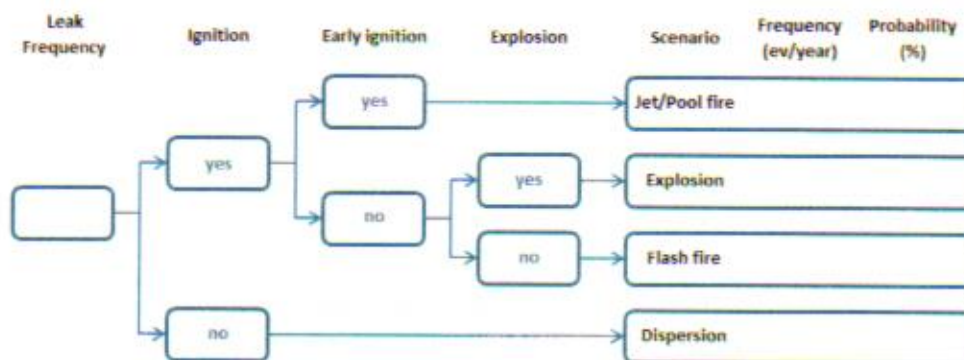 Leak Frequency
Ignition
Early ignition
Explosion
Scenario
Frequency (ev/year)
Probability (%)
yes
Jet/Pool fire
yes
yes
Explosion
no
no
Flash fire
no
Dispersion